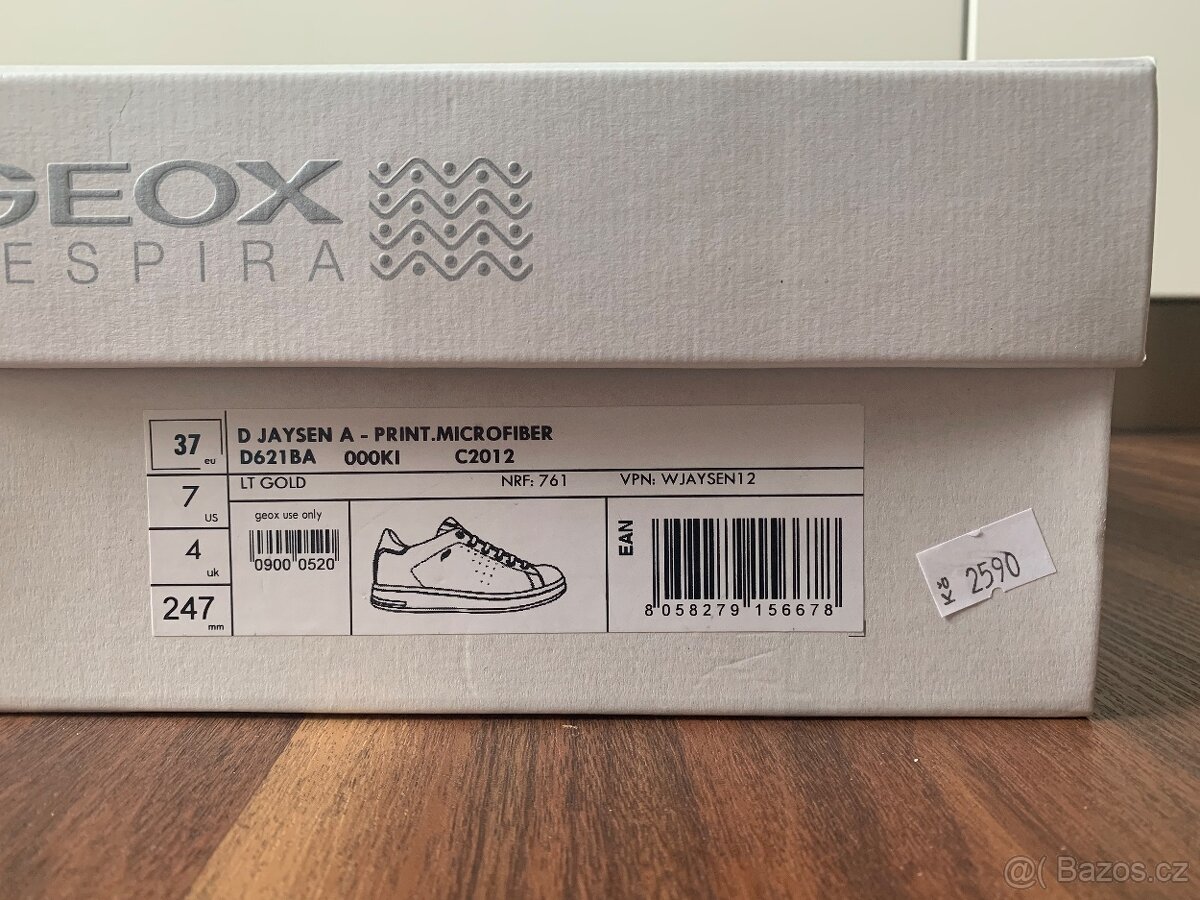 GEOX
ESPIRA
37 eu
7 US
4 uk
247 mm
D JAYSEN A - PRINT.MICROFIBER
D621BA 000KI C2012
LT GOLD NRF: 761 VPN: WJAYSEN12
geox use only
0900 0520
EAN
8 058279 156678
Kč 2590
@( Bazos.cz